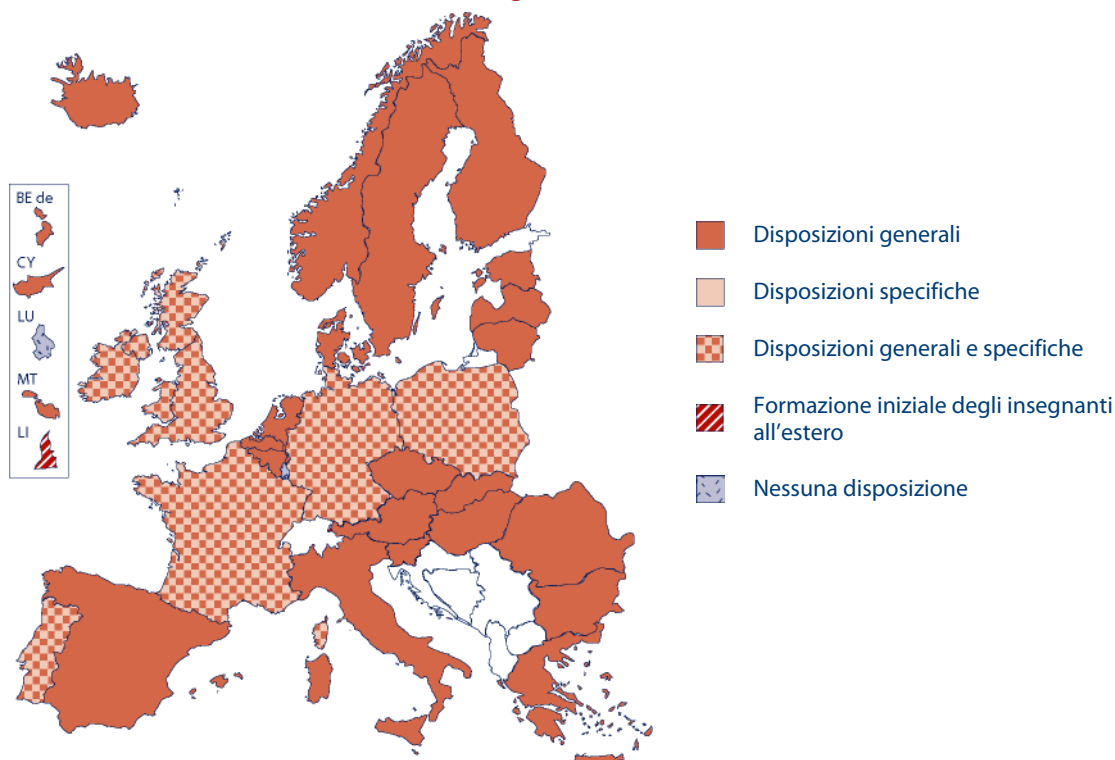 BE de
CY
LU
MT
LI
Disposizioni generali
Disposizioni specifiche
Disposizioni generali e specifiche
Formazione iniziale degli insegnanti
all'estero
Nessuna disposizione